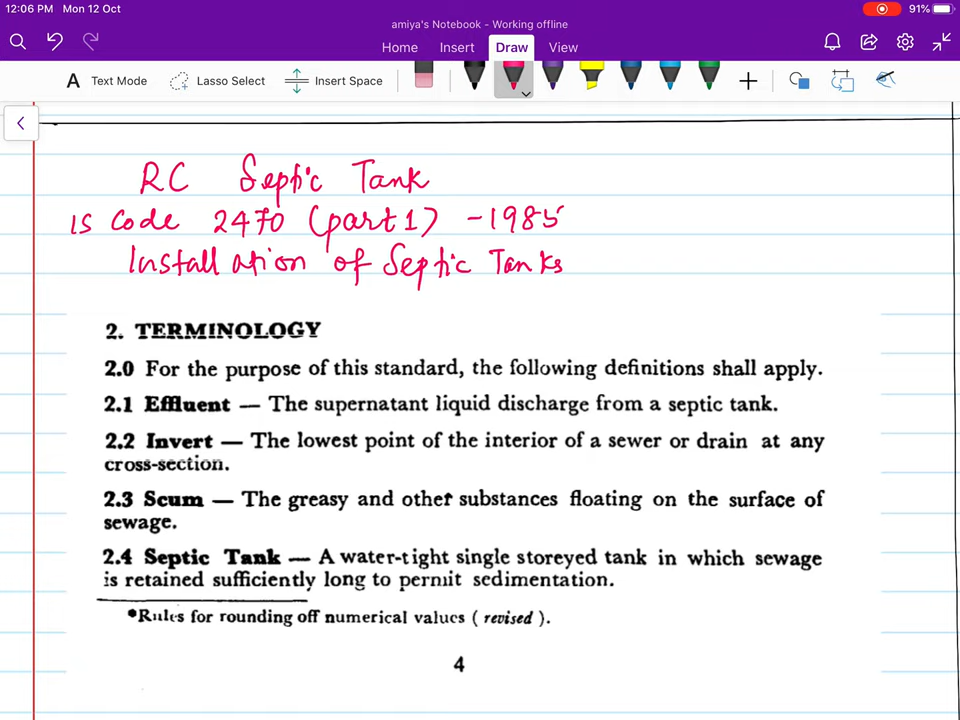 12:06 PM Mon 12 Oct 91%
amiya's Notebook - Working offline
Home Insert Draw View
A Text Mode Lasso Select Insert Space
RC Septic Tank
IS Code 2470 (part 1) - 1985
Installation of Septic Tanks
2. TERMINOLOGY
2.0 For the purpose of this standard, the following definitions shall apply.
2.1 Effluent — The supernatant liquid discharge from a septic tank.
2.2 Invert — The lowest point of the interior of a sewer or drain at any
cross-section.
2.3 Scum — The greasy and other substances floating on the surface of
sewage.
2.4 Septic Tank — A water-tight single storeyed tank in which sewage
is retained sufficiently long to permit sedimentation.
*Rules for rounding off numerical values ( revised ).
4